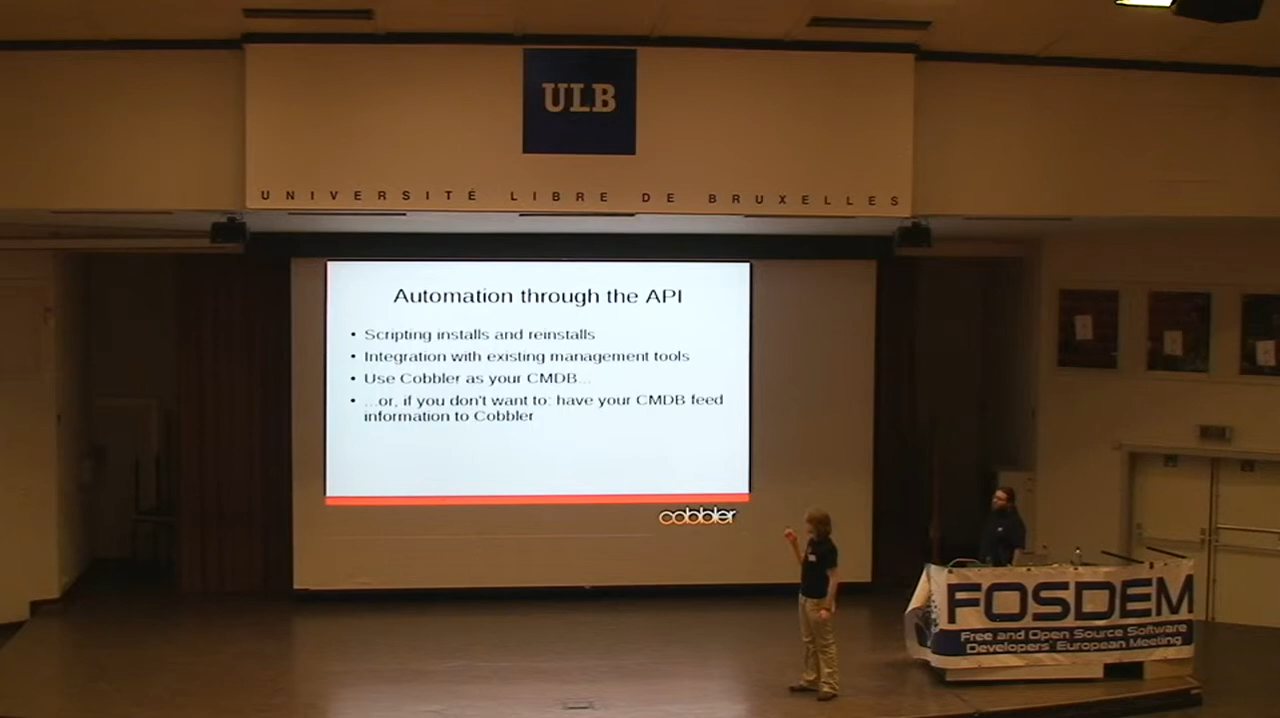 ULB
UNIVERSITÉ LIBRE DE BRUXELLES
Automation through the API
• Scripting installs and reinstalls
• Integration with existing management tools
• Use Cobbler as your CMDB...
• ...or, if you don't want to: have your CMDB feed
information to Cobbler
cobbler
FOSDEM
Free and Open Source Software
Developers' European Meeting